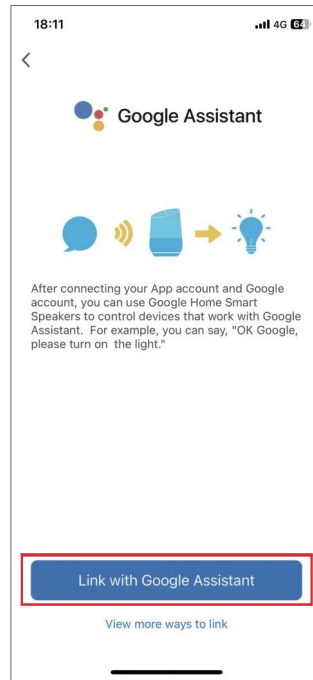 18:11 4G 64
Google Assistant
After connecting your App account and Google
account, you can use Google Home Smart
Speakers to control devices that work with Google
Assistant. For example, you can say, "OK Google,
please turn on the light."
Link with Google Assistant
View more ways to link